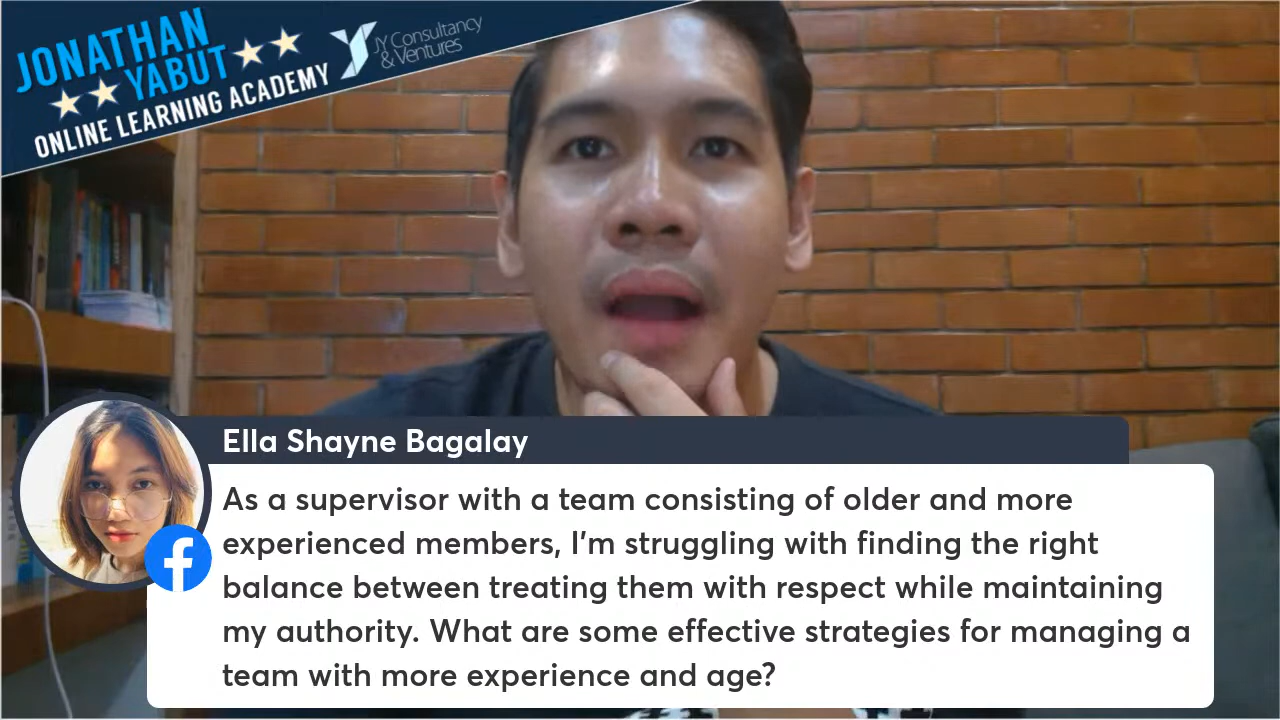 JONATHAN
YABUT
ONLINE LEARNING ACADEMY
JY Consultancy
& Ventures
Ella Shayne Bagalay
As a supervisor with a team consisting of older and more
experienced members, I'm struggling with finding the right
balance between treating them with respect while maintaining
my authority. What are some effective strategies for managing a
team with more experience and age?